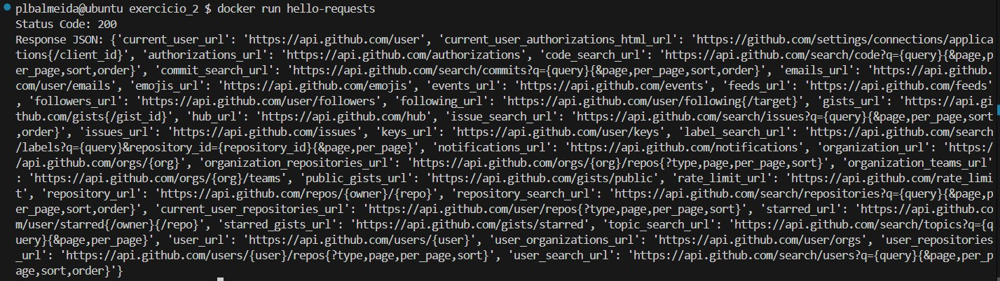 plbalmeida@ubuntu exercicio_2 $ docker run hello-requests
Status Code: 200
Response JSON: {'current_user_url': 'https://api.github.com/user', 'current_user_authorizations_html_url': 'https://github.com/settings/connections/applica
tions{/client_id}', 'authorizations_url': 'https://api.github.com/authorizations', 'code_search_url': 'https://api.github.com/search/code?q={query}{&page,p
er_page,sort,order}', 'commit_search_url': 'https://api.github.com/search/commits?q={query}{&page,per_page,sort,order}', 'emails_url': 'https://api.github.
com/user/emails', 'emojis_url': 'https://api.github.com/emojis', 'events_url': 'https://api.github.com/events', 'feeds_url': 'https://api.github.com/feeds'
, 'followers_url': 'https://api.github.com/user/followers', 'following_url': 'https://api.github.com/user/following{/target}', 'gists_url': 'https://api.gi
thub.com/gists{/gist_id}', 'hub_url': 'https://api.github.com/hub', 'issue_search_url': 'https://api.github.com/search/issues?q={query}{&page,per_page,sort
,order}', 'issues_url': 'https://api.github.com/issues', 'keys_url': 'https://api.github.com/user/keys', 'label_search_url': 'https://api.github.com/search
/labels?q={query}&repository_id={repository_id}{&page,per_page}', 'notifications_url': 'https://api.github.com/notifications', 'organization_url': 'https:/
/api.github.com/orgs/{org}', 'organization_repositories_url': 'https://api.github.com/orgs/{org}/repos{?type,page,per_page,sort}', 'organization_teams_url'
: 'https://api.github.com/orgs/{org}/teams', 'public_gists_url': 'https://api.github.com/gists/public', 'rate_limit_url': 'https://api.github.com/rate_limi
t', 'repository_url': 'https://api.github.com/repos/{owner}/{repo}', 'repository_search_url': 'https://api.github.com/search/repositories?q={query}{&page,p
er_page,sort,order}', 'current_user_repositories_url': 'https://api.github.com/user/repos{?type,page,per_page,sort}', 'starred_url': 'https://api.github.co
m/user/starred{/owner}{/repo}', 'starred_gists_url': 'https://api.github.com/gists/starred', 'topic_search_url': 'https://api.github.com/search/topics?q={q
uery}{&page,per_page}', 'user_url': 'https://api.github.com/users/{user}', 'user_organizations_url': 'https://api.github.com/user/orgs', 'user_repositories
_url': 'https://api.github.com/users/{user}/repos{?type,page,per_page,sort}', 'user_search_url': 'https://api.github.com/search/users?q={query}{&page,per_p
age,sort,order}'}